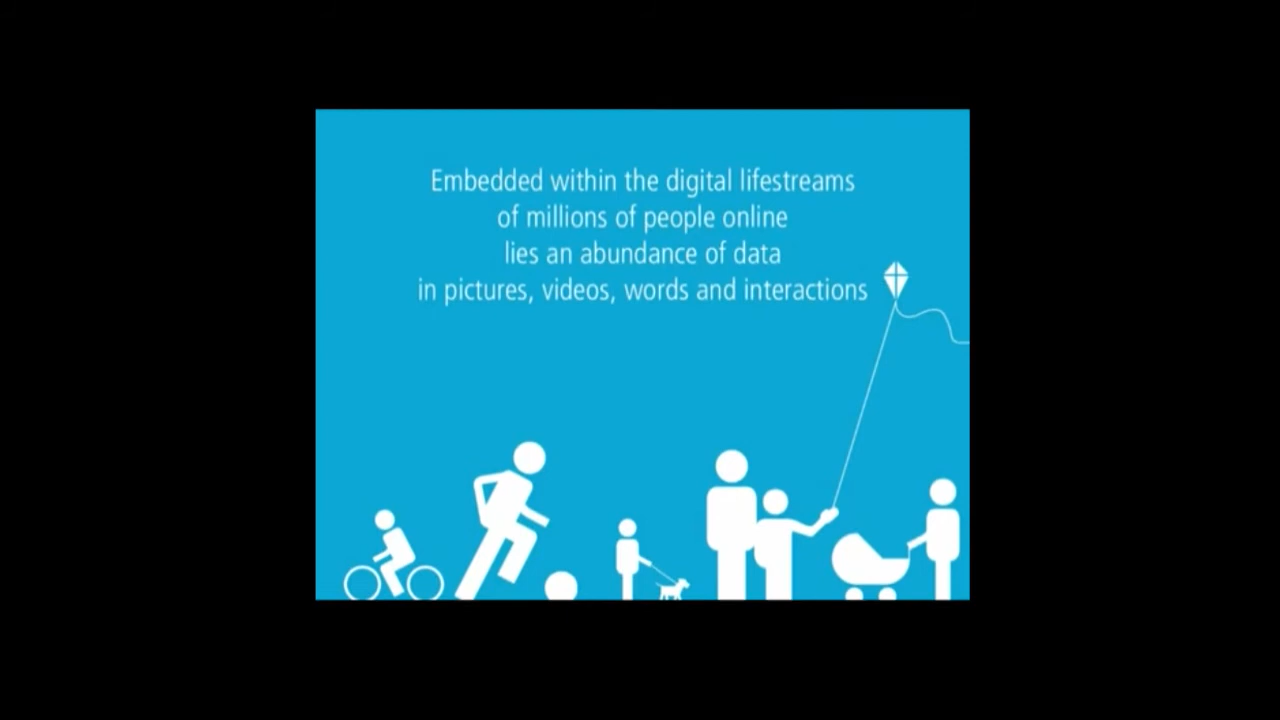 Embedded within the digital lifestreams
of millions of people online
lies an abundance of data
in pictures, videos, words and interactions